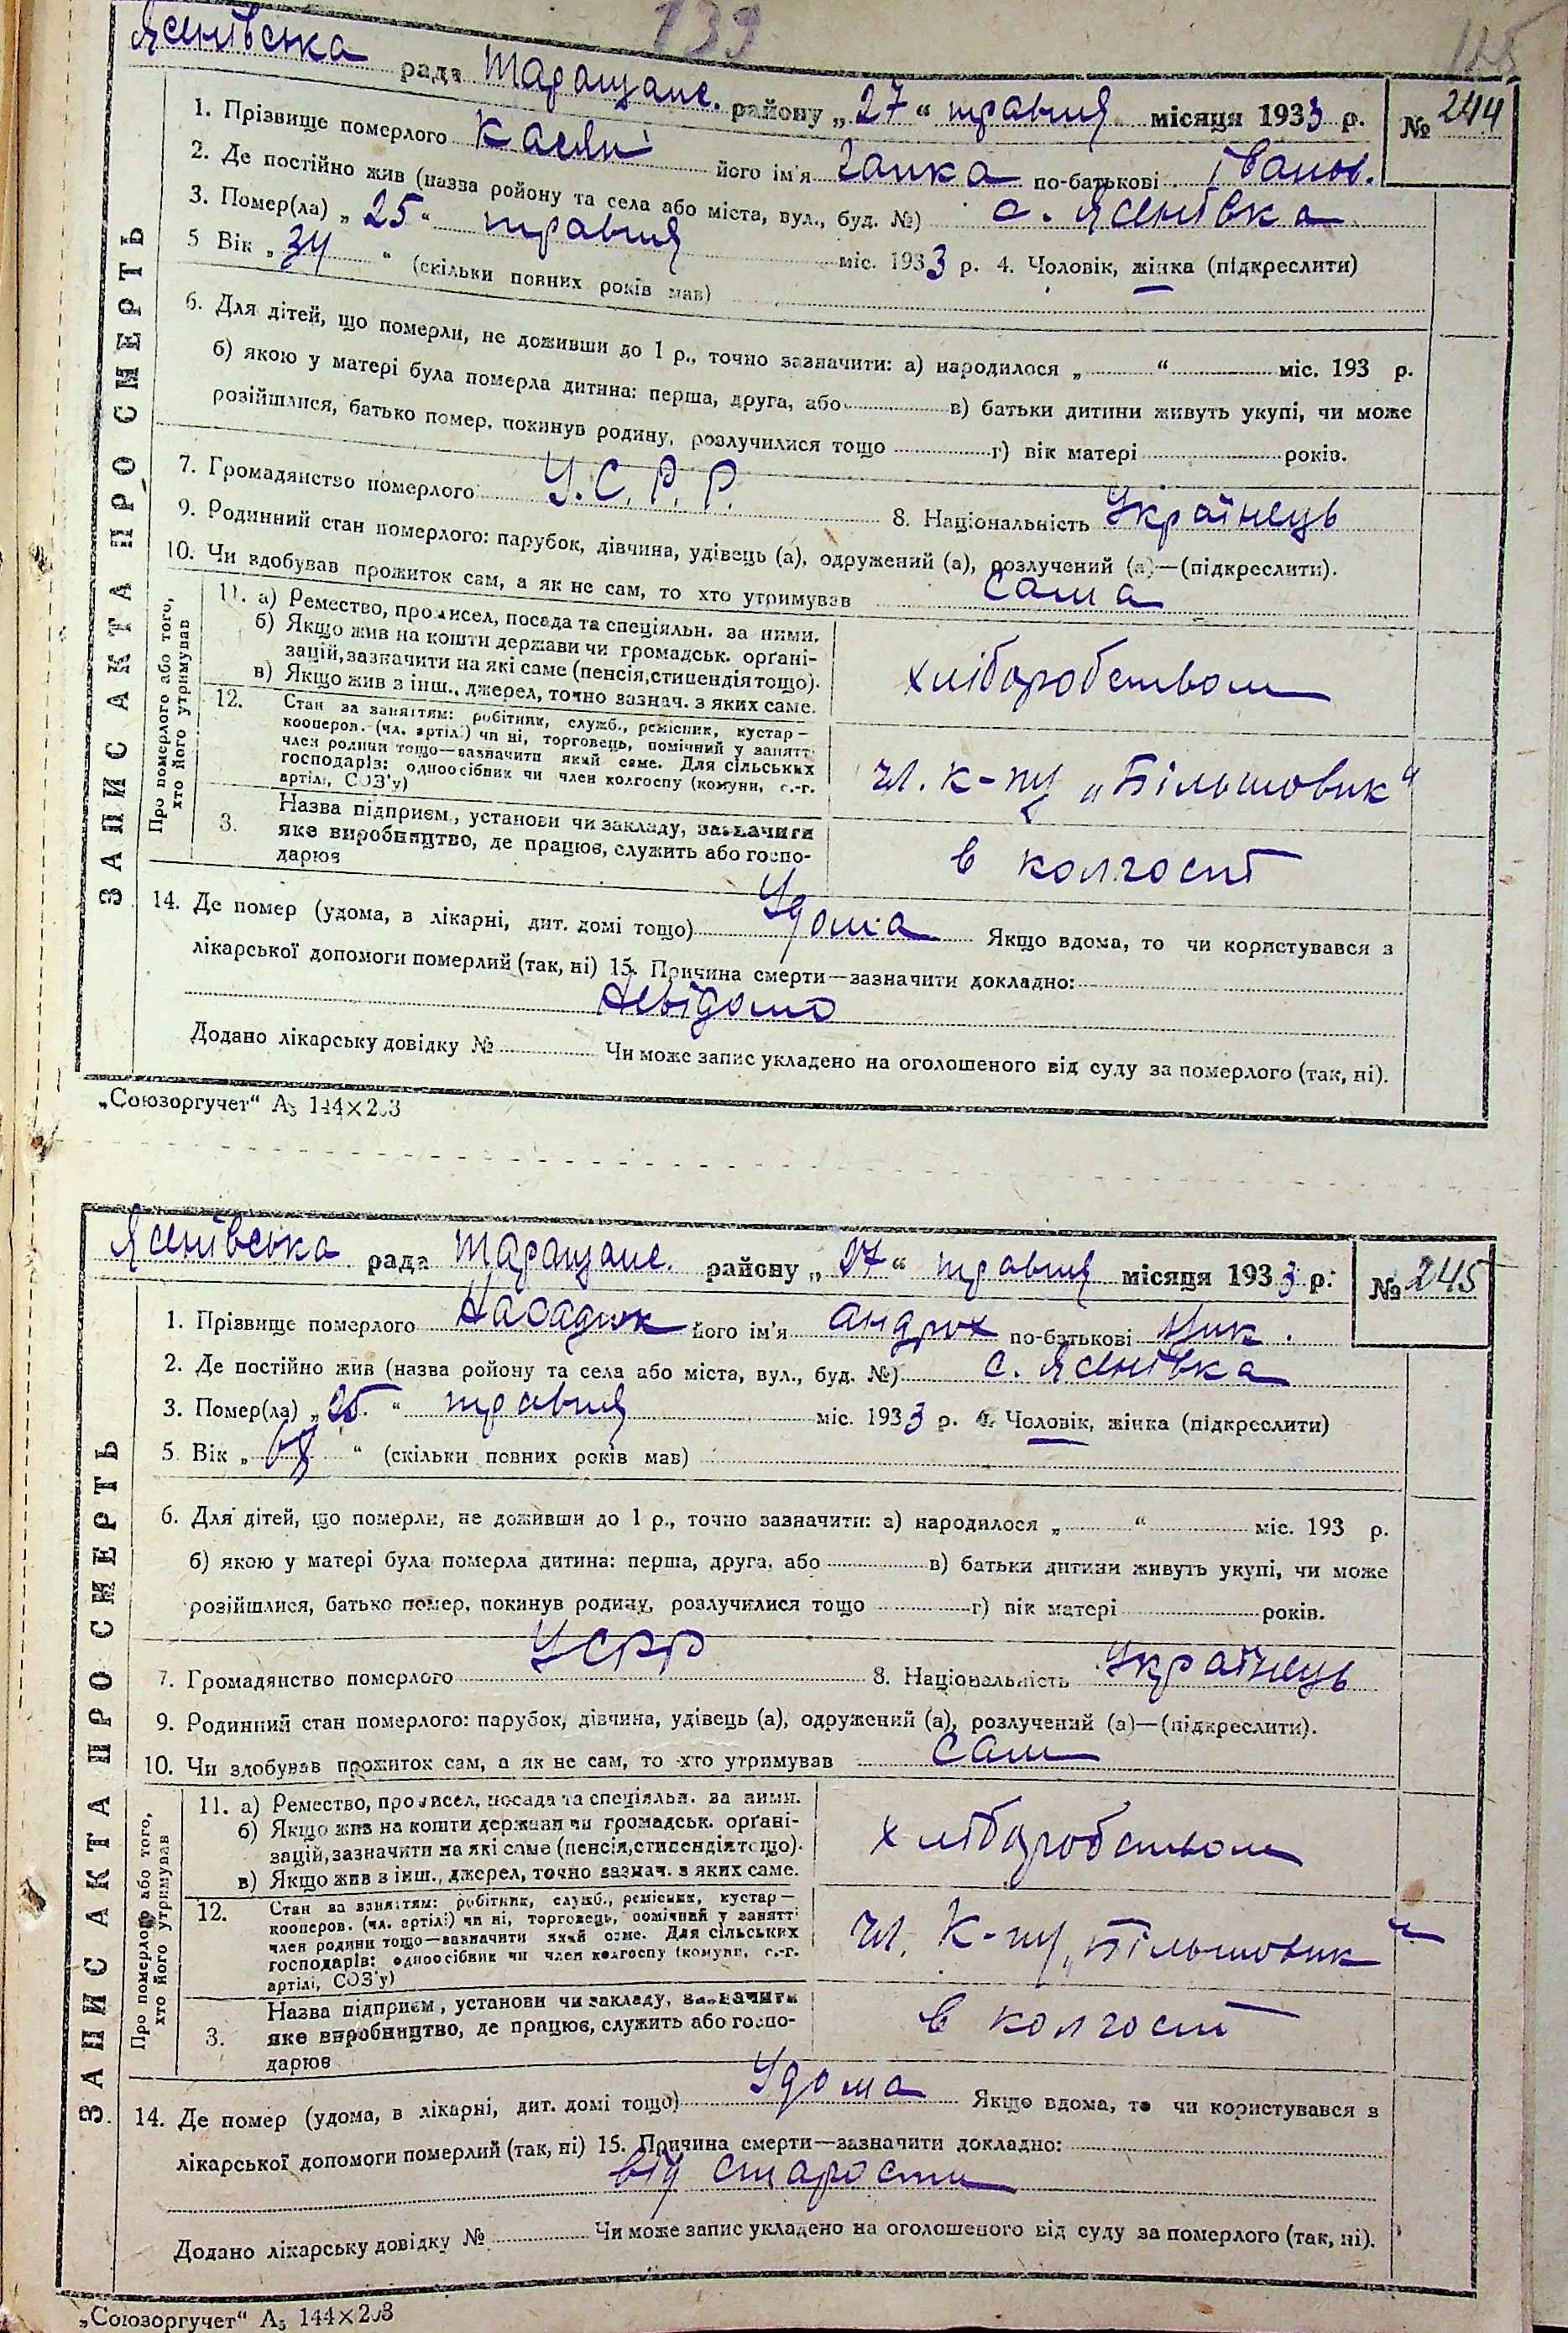 139
Ясенівська рада Таращанс. району „27“ травня місяця 1933 р. № 244
1. Прізвище померлого його ім'я Ганка по-батькові Іванов.
2. Де постійно жив (назва ройону та села або міста, вул., буд. №) с. Ясенівка
3. Помер(ла) „25“ травня міс. 1933 р. 4. Чоловік, жінка (підкреслити)
5 Вік „34“ (скільки повних років мав)
6. Для дітей, що померли, не доживши до 1 р., точно зазначити: а) народилося „ “ міс. 193 р.
б) якою у матері була померла дитина: перша, друга, або в) батьки дитини живуть укупі, чи може
розійшлися, батько помер, покинув родину, розлучилися тощо г) вік матері років.
7. Громадянство померлого У.С.Р.Р. 8. Національність Українець
9. Родинний стан померлого: парубок, дівчина, удівець (а), одружений (а), розлучений (а)—(підкреслити).
10. Чи здобував прожиток сам, а як не сам, то хто утримував сама
ЗАПИС АКТА ПРО СМЕРТЬ
Про померлого або того,
хто його утримував
11. а) Ремество, промисел, посада та спеціяльн. за ними.
б) Якщо жив на кошти держави чи громадськ. орґані-
зацій, зазначити на які саме (пенсія, стипендія тощо).
в) Якщо жив з інш., джерел, точно зазнач. з яких саме.
хліборобством
12. Стан за заняттям: робітник, служб., ремісник, кустар—
кооперов. (чл. артілі) чи ні, торговець, помічний у занятті
член родини тощо—зазначити який саме. Для сільських
господарів: одноосібник чи член колгоспу (комуни, с.-г.
артілі, СОЗ'у)
чл. к-пу „Більшовик“
3. Назва підприєм., установи чи закладу, зазначити
яке виробництво, де працює, служить або госпо-
дарює
в колгоспі
14. Де помер (удома, в лікарні, дит. домі тощо) Удома Якщо вдома, то чи користувався з
лікарської допомоги померлий (так, ні) 15. Причина смерти—зазначити докладно:
Невідомо
Додано лікарську довідку № Чи може запис укладено на оголошеного від суду за померлого (так, ні).
„Союзоргучет“ А5 144×203
Ясенівська рада Таращанс. району „27“ травня місяця 1933 р. № 245
1. Прізвище померлого його ім'я по-батькові
2. Де постійно жив (назва ройону та села або міста, вул., буд. №) с. Ясенівка
3. Помер(ла) „25“ травня міс. 1933 р. 4. Чоловік, жінка (підкреслити)
5 Вік „68“ (скільки повних років мав)
6. Для дітей, що померли, не доживши до 1 р., точно зазначити: а) народилося „ “ міс. 193 р.
б) якою у матері була померла дитина: перша, друга, або в) батьки дитини живуть укупі, чи може
розійшлися, батько помер, покинув родину, розлучилися тощо г) вік матері років.
7. Громадянство померлого УСРР 8. Національність Українець
9. Родинний стан померлого: парубок, дівчина, удівець (а), одружений (а), розлучений (а)—(підкреслити).
10. Чи здобував прожиток сам, а як не сам, то хто утримував сам
ЗАПИС АКТА ПРО СМЕРТЬ
Про померлого або того,
хто його утримував
11. а) Ремество, промисел, посада та спеціяльн. за ними.
б) Якщо жив на кошти держави чи громадськ. орґані-
зацій, зазначити на які саме (пенсія, стипендія тощо).
в) Якщо жив з інш., джерел, точно зазнач. з яких саме.
хліборобством
12. Стан за заняттям: робітник, служб., ремісник, кустар—
кооперов. (чл. артілі) чи ні, торговець, помічний у занятті
член родини тощо—зазначити який саме. Для сільських
господарів: одноосібник чи член колгоспу (комуни, с.-г.
артілі, СОЗ'у)
чл. к-пу „Більшовик“
3. Назва підприєм., установи чи закладу, зазначити
яке виробництво, де працює, служить або госпо-
дарює
в колгоспі
14. Де помер (удома, в лікарні, дит. домі тощо) Удома Якщо вдома, то чи користувався з
лікарської допомоги померлий (так, ні) 15. Причина смерти—зазначити докладно:
від старости
Додано лікарську довідку № Чи може запис укладено на оголошеного від суду за померлого (так, ні).
„Союзоргучет“ А5 144×203